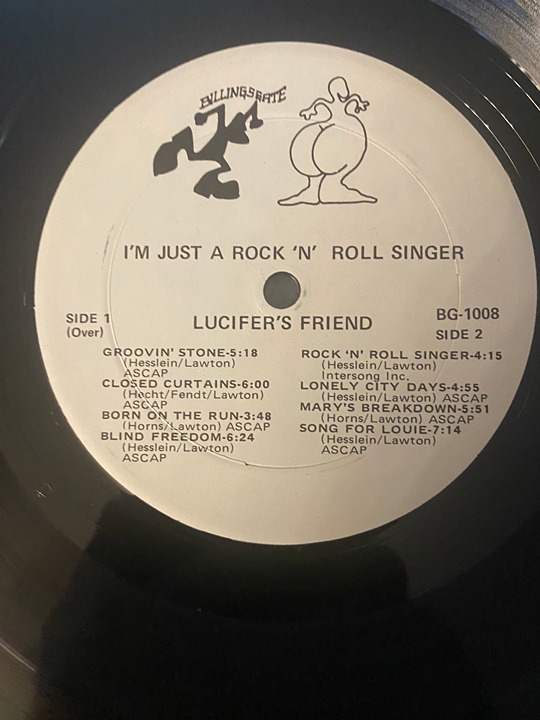 BILLINGSGATE
I'M JUST A ROCK 'N' ROLL SINGER
SIDE 1
(Over)
LUCIFER'S FRIEND
BG-1008
SIDE 2
GROOVIN' STONE-5:18
(Hesslein/Lawton)
ASCAP
CLOSED CURTAINS-6:00
(Hecht/Fendt/Lawton)
ASCAP
BORN ON THE RUN-3:48
(Horns/Lawton) ASCAP
BLIND FREEDOM-6:24
(Hesslein/Lawton)
ASCAP
ROCK 'N' ROLL SINGER-4:15
(Hesslein/Lawton)
Intersong Inc.
LONELY CITY DAYS-4:55
(Hesslein/Lawton) ASCAP
MARY'S BREAKDOWN-5:51
(Horns/Lawton) ASCAP
SONG FOR LOUIE-7:14
(Hesslein/Lawton)
ASCAP